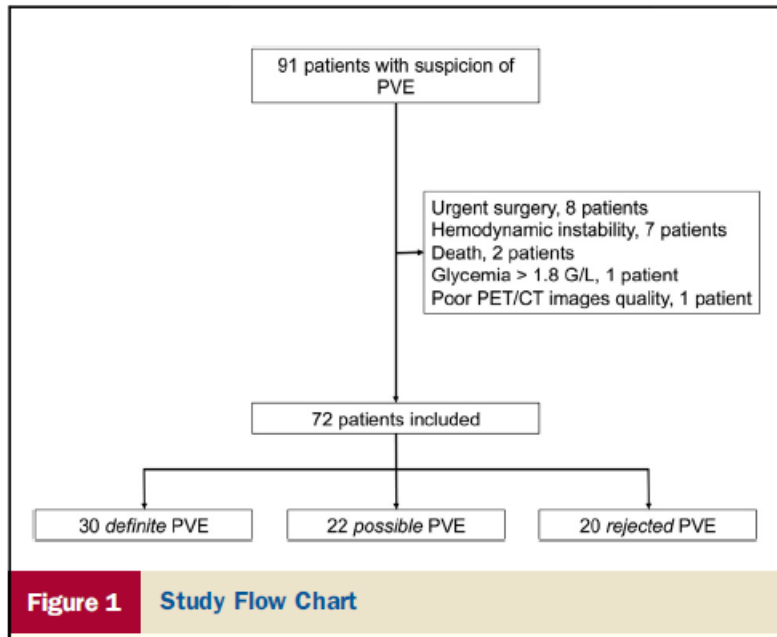 91 patients with suspicion of
PVE
Urgent surgery, 8 patients
Hemodynamic instability, 7 patients
Death, 2 patients
Glycemia > 1.8 G/L, 1 patient
Poor PET/CT images quality, 1 patient
72 patients included
30 definite PVE
22 possible PVE
20 rejected PVE
Figure 1
Study Flow Chart